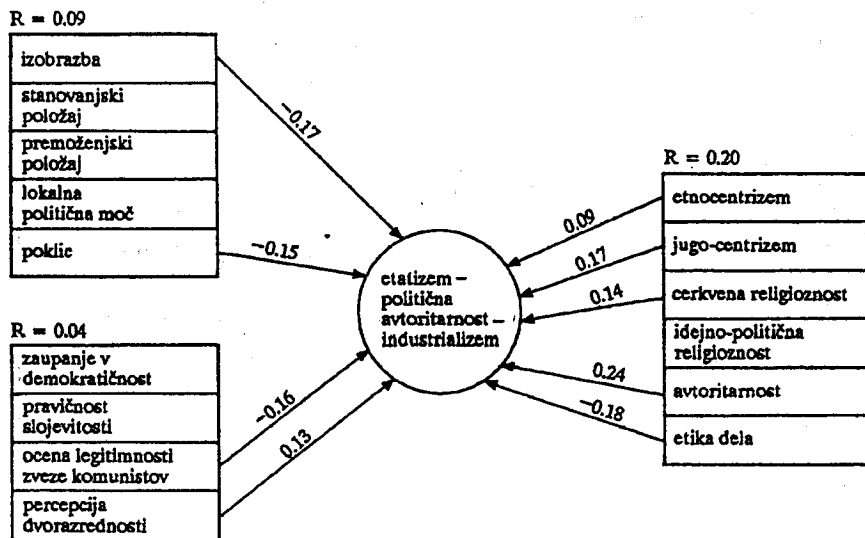 R = 0.09
izobrazba
stanovanjski
položaj
premoženjski
položaj
lokalna
politična moč
poklic
−0.17
−0.15
R = 0.04
zaupanje v
demokratičnost
pravičnost
slojevitosti
ocena legitimnosti
zveze komunistov
percepcija
dvorazrednosti
−0.16
0.13
etatizem –
politična
avtoritarnost –
industrializem
R = 0.20
etnocentrizem
jugo-centrizem
cerkvena religioznost
idejno-politična
religioznost
avtoritarnost
etika dela
0.09
0.17
0.14
0.24
−0.18